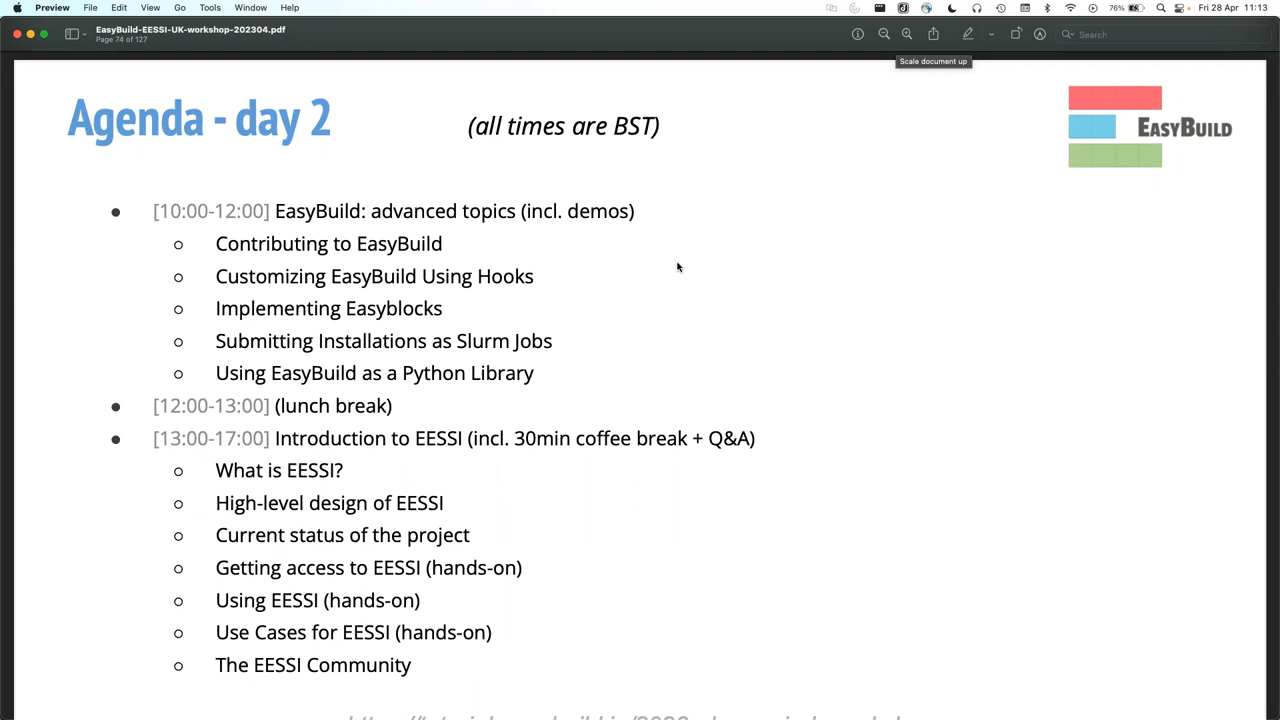 Preview File Edit View Go Tools Window Help 76% Fri 28 Apr 11:13
EasyBuild-EESSI-UK-workshop-202304.pdf
Page 74 of 127
Search
Scale document up
Agenda - day 2
(all times are BST)
EASYBUILD
● [10:00-12:00] EasyBuild: advanced topics (incl. demos)
○ Contributing to EasyBuild
○ Customizing EasyBuild Using Hooks
○ Implementing Easyblocks
○ Submitting Installations as Slurm Jobs
○ Using EasyBuild as a Python Library
● [12:00-13:00] (lunch break)
● [13:00-17:00] Introduction to EESSI (incl. 30min coffee break + Q&A)
○ What is EESSI?
○ High-level design of EESSI
○ Current status of the project
○ Getting access to EESSI (hands-on)
○ Using EESSI (hands-on)
○ Use Cases for EESSI (hands-on)
○ The EESSI Community